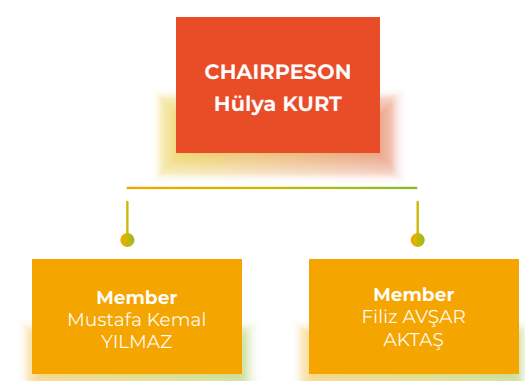 CHAIRPESON
Hülya KURT
Member
Mustafa Kemal
YILMAZ
Member
Filiz AVŞAR
AKTAŞ